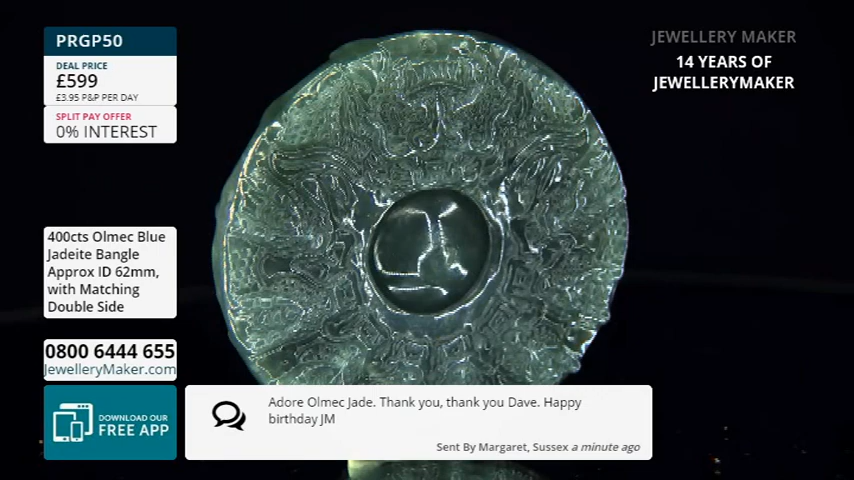 PRGP50
DEAL PRICE
£599
£3.95 P&P PER DAY
SPLIT PAY OFFER
0% INTEREST
JEWELLERY MAKER
14 YEARS OF
JEWELLERYMAKER
400cts Olmec Blue
Jadeite Bangle
Approx ID 62mm,
with Matching
Double Side
0800 6444 655
JewelleryMaker.com
DOWNLOAD OUR
FREE APP
Adore Olmec Jade. Thank you, thank you Dave. Happy
birthday JM
Sent By Margaret, Sussex a minute ago